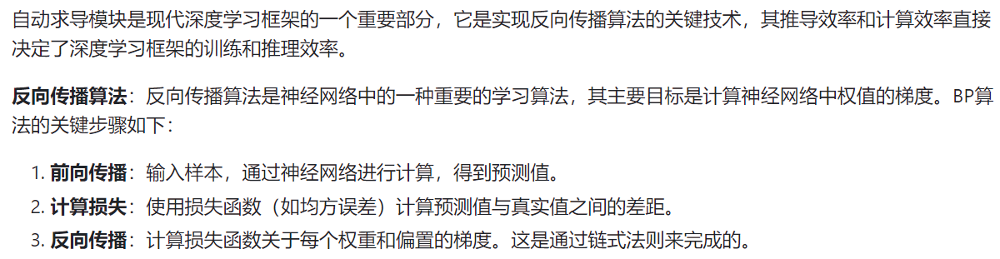 自动求导模块是现代深度学习框架的一个重要部分，它是实现反向传播算法的关键技术，其推导效率和计算效率直接
决定了深度学习框架的训练和推理效率。
反向传播算法：反向传播算法是神经网络中的一种重要的学习算法，其主要目标是计算神经网络中权值的梯度。BP算
法的关键步骤如下：
1. 前向传播：输入样本，通过神经网络进行计算，得到预测值。
2. 计算损失：使用损失函数（如均方误差）计算预测值与真实值之间的差距。
3. 反向传播：计算损失函数关于每个权重和偏置的梯度。这是通过链式法则来完成的。